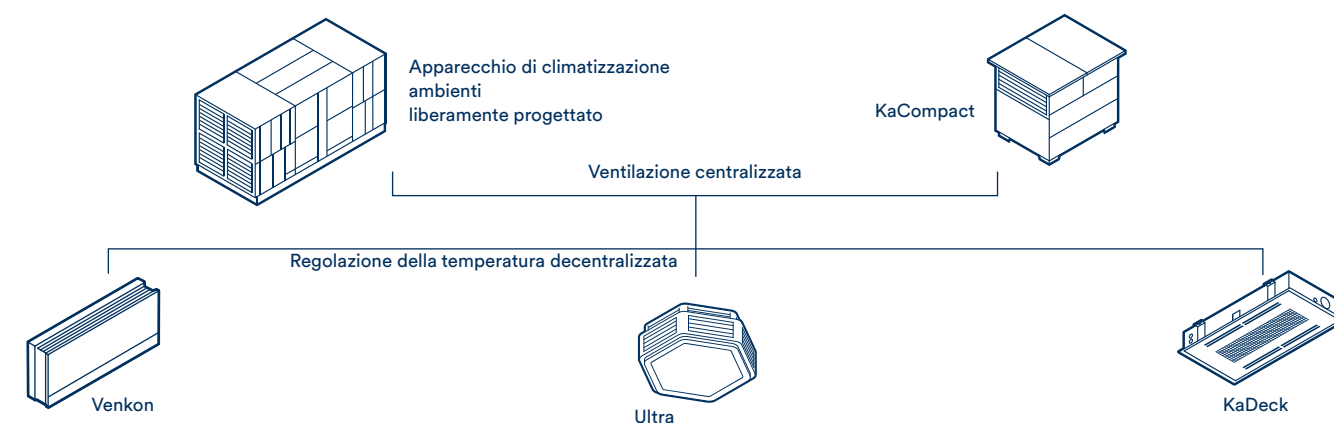 Apparecchio di climatizzazione
ambienti
liberamente progettato
KaCompact
Ventilazione centralizzata
Regolazione della temperatura decentralizzata
Venkon
Ultra
KaDeck